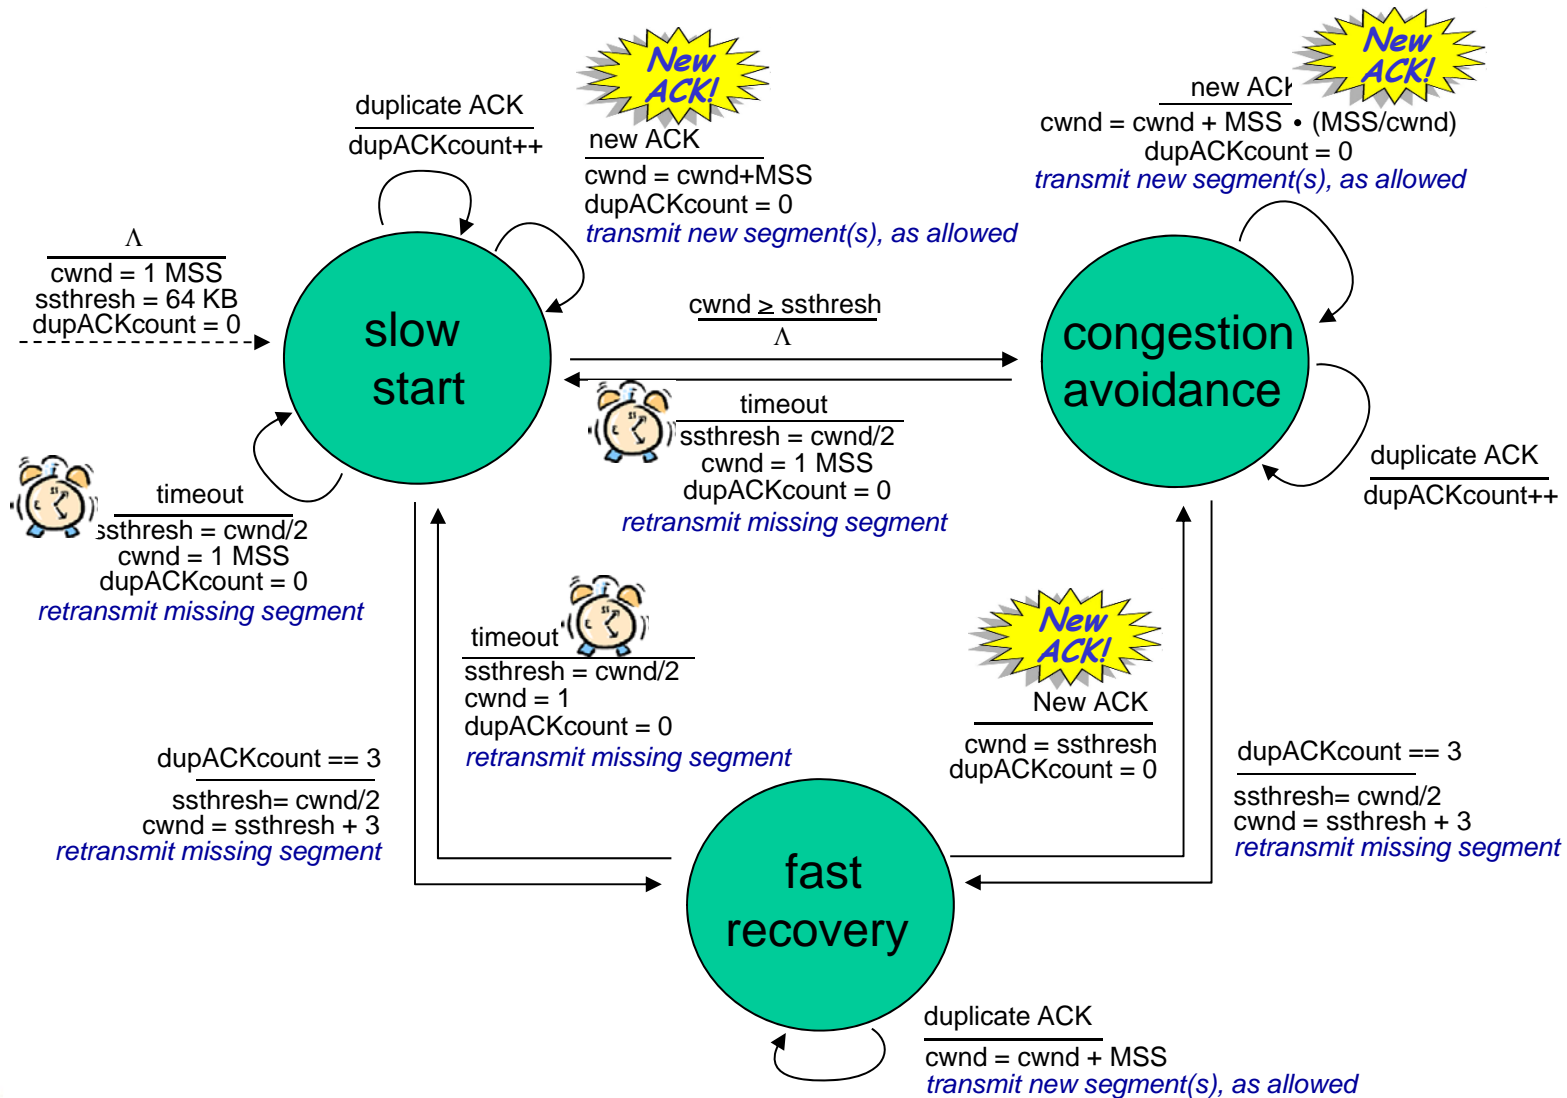 New
ACK!
duplicate ACK
dupACKcount++
new ACK
cwnd = cwnd+MSS
dupACKcount = 0
transmit new segment(s), as allowed
New
ACK!
new ACK
cwnd = cwnd + MSS • (MSS/cwnd)
dupACKcount = 0
transmit new segment(s), as allowed
Λ
cwnd = 1 MSS
ssthresh = 64 KB
dupACKcount = 0
slow
start
cwnd ≥ ssthresh
Λ
congestion
avoidance
timeout
ssthresh = cwnd/2
cwnd = 1 MSS
dupACKcount = 0
retransmit missing segment
duplicate ACK
dupACKcount++
timeout
ssthresh = cwnd/2
cwnd = 1 MSS
dupACKcount = 0
retransmit missing segment
timeout
ssthresh = cwnd/2
cwnd = 1
dupACKcount = 0
retransmit missing segment
New
ACK!
New ACK
cwnd = ssthresh
dupACKcount = 0
dupACKcount == 3
ssthresh= cwnd/2
cwnd = ssthresh + 3
retransmit missing segment
dupACKcount == 3
ssthresh= cwnd/2
cwnd = ssthresh + 3
retransmit missing segment
fast
recovery
duplicate ACK
cwnd = cwnd + MSS
transmit new segment(s), as allowed